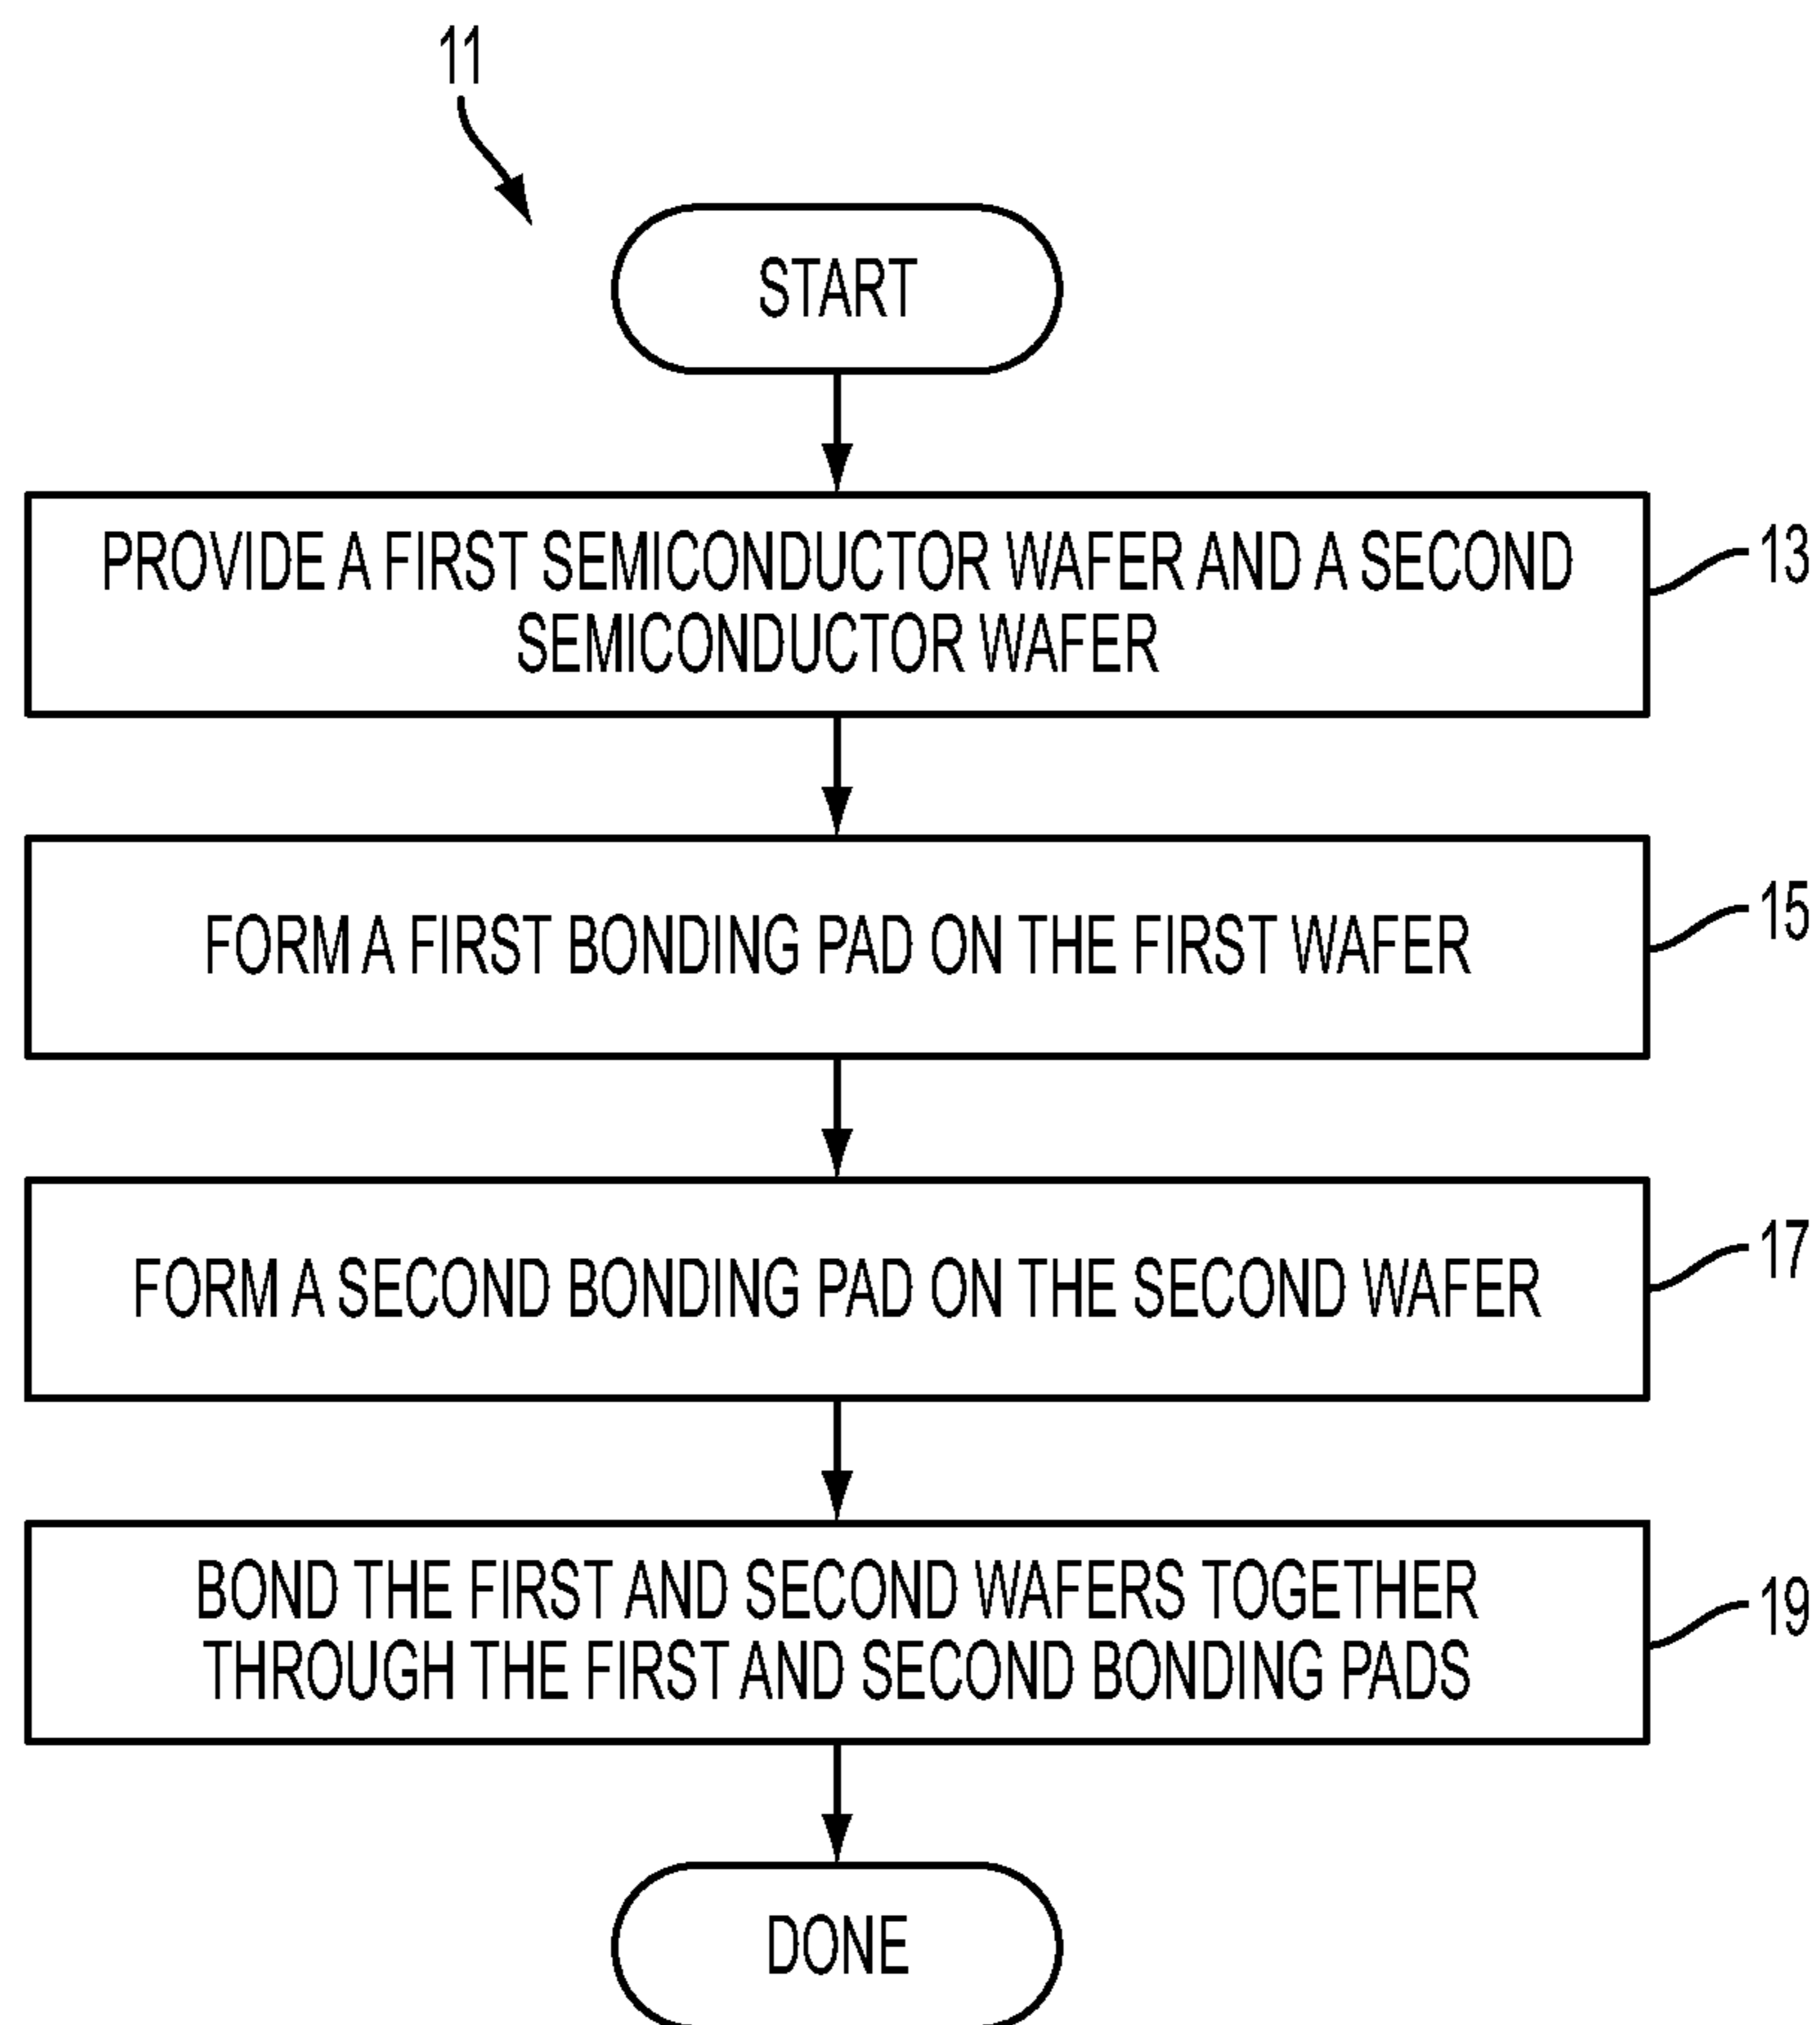 11
START
PROVIDE A FIRST SEMICONDUCTOR WAFER AND A SECOND
SEMICONDUCTOR WAFER
13
FORM A FIRST BONDING PAD ON THE FIRST WAFER
15
FORM A SECOND BONDING PAD ON THE SECOND WAFER
17
BOND THE FIRST AND SECOND WAFERS TOGETHER
THROUGH THE FIRST AND SECOND BONDING PADS
19
DONE